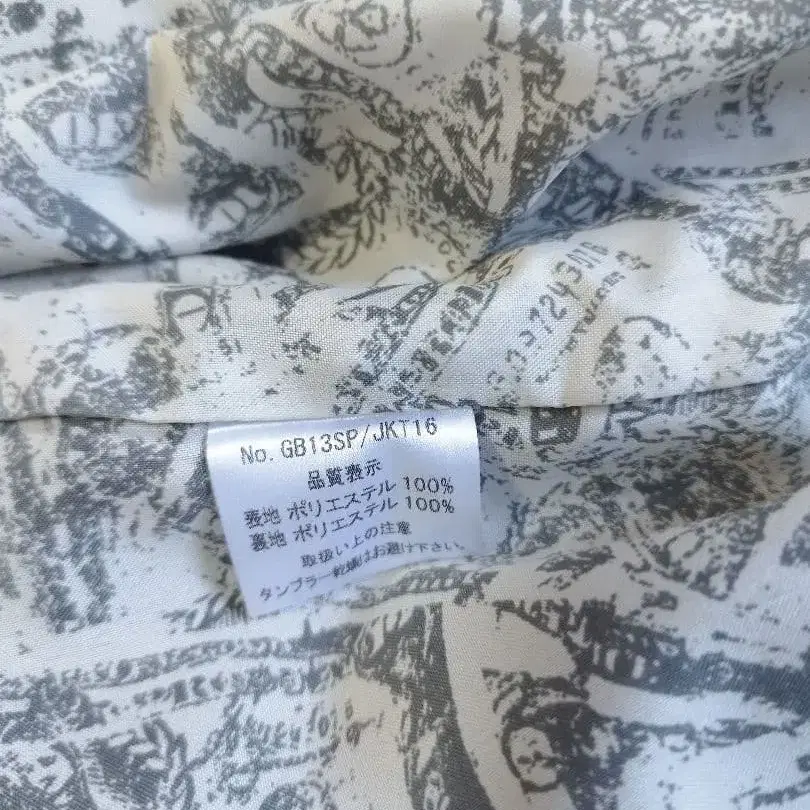 No. GB13SP/JKT16
品質表示
表地 ポリエステル 100%
裏地 ポリエステル 100%
取扱い上の注意
タンブラー乾燥はお避け下さい。